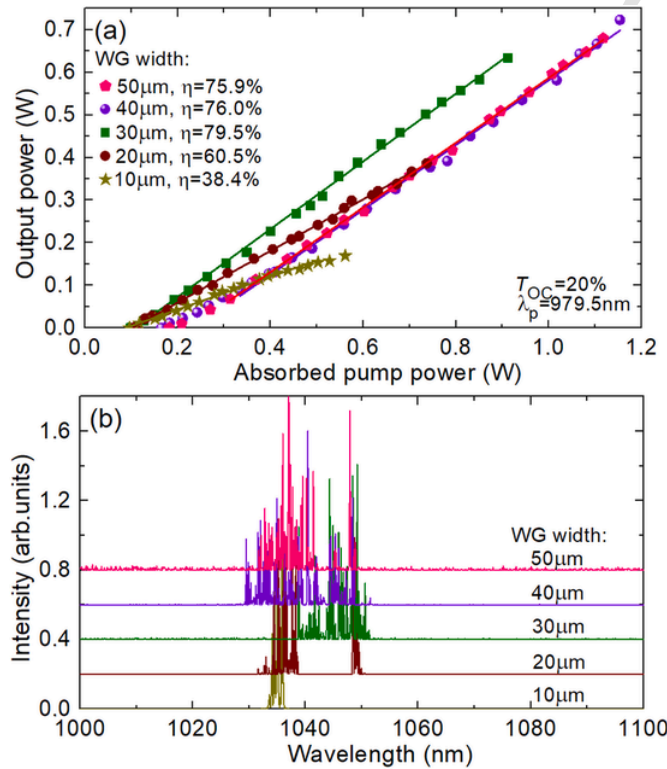 (a)
WG width:
50μm, η=75.9%
40μm, η=76.0%
30μm, η=79.5%
20μm, η=60.5%
10μm, η=38.4%
T_OC=20%
λ_p=979.5nm
Output power (W)
0.7
0.6
0.5
0.4
0.3
0.2
0.1
0.0
0.0 0.2 0.4 0.6 0.8 1.0 1.2
Absorbed pump power (W)
(b)
WG width:
50μm
40μm
30μm
20μm
10μm
Intensity (arb.units)
1.6
1.2
0.8
0.4
0.0
1000 1020 1040 1060 1080 1100
Wavelength (nm)